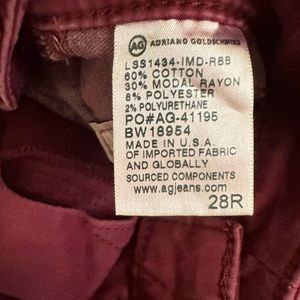 AG ADRIANO GOLDSCHMIED
LSS1434-IMD-RBB
60% COTTON
30% MODAL RAYON
8% POLYESTER
2% POLYURETHANE
PO#AG-41195
BW18954
MADE IN U.S.A.
OF IMPORTED FABRIC
AND GLOBALLY
SOURCED COMPONENTS
www.agjeans.com
28R